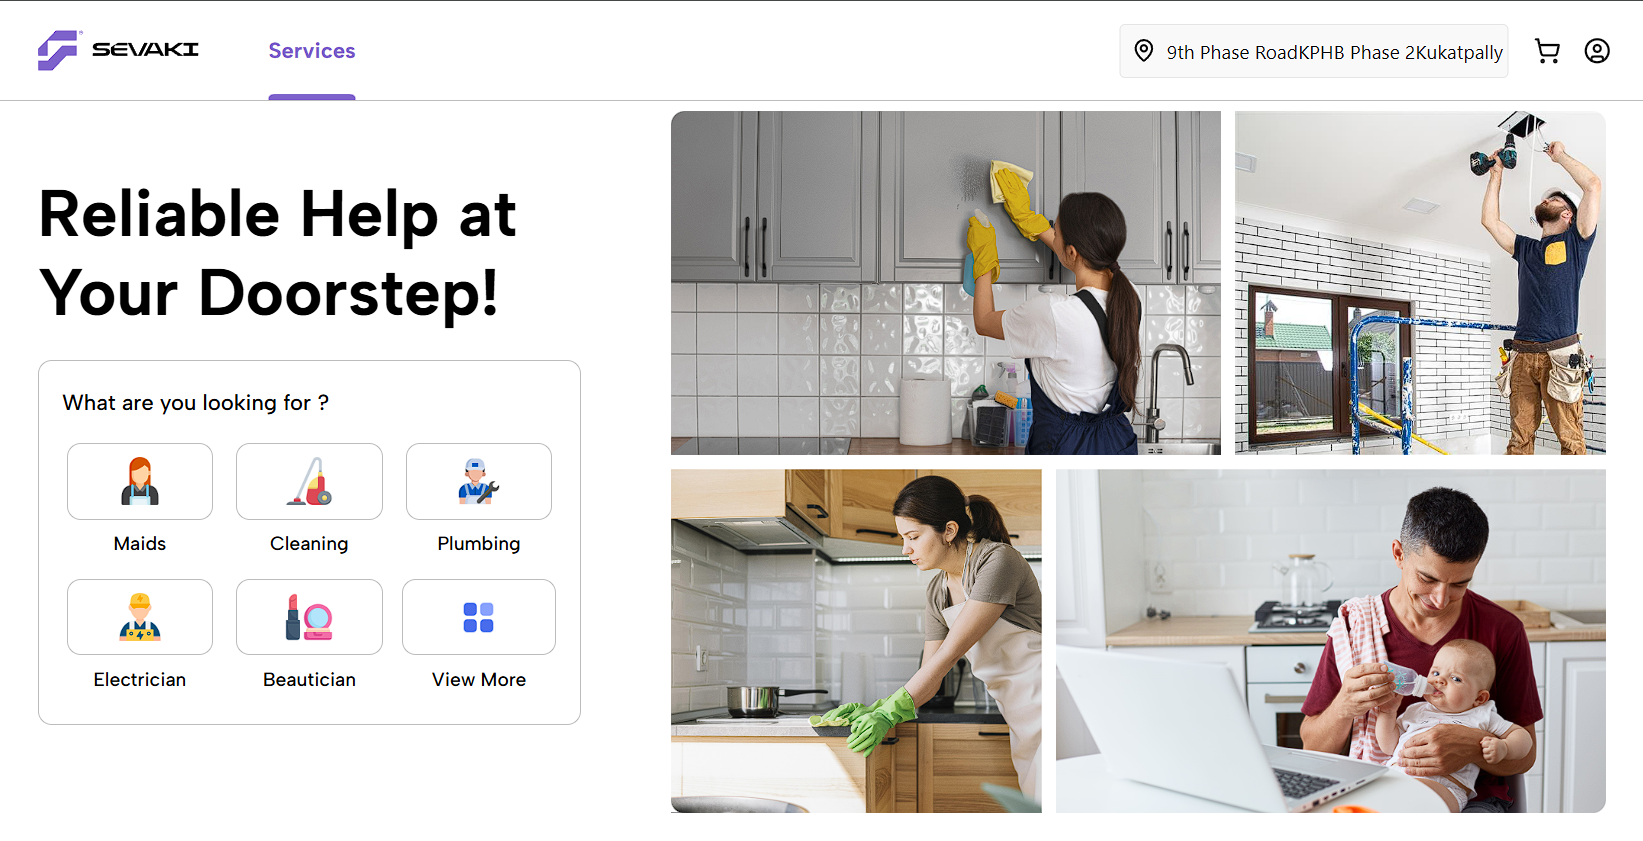 SEVAKI
Services
9th Phase RoadKPHB Phase 2Kukatpally
Reliable Help at
Your Doorstep!
What are you looking for ?
Maids
Cleaning
Plumbing
Electrician
Beautician
View More